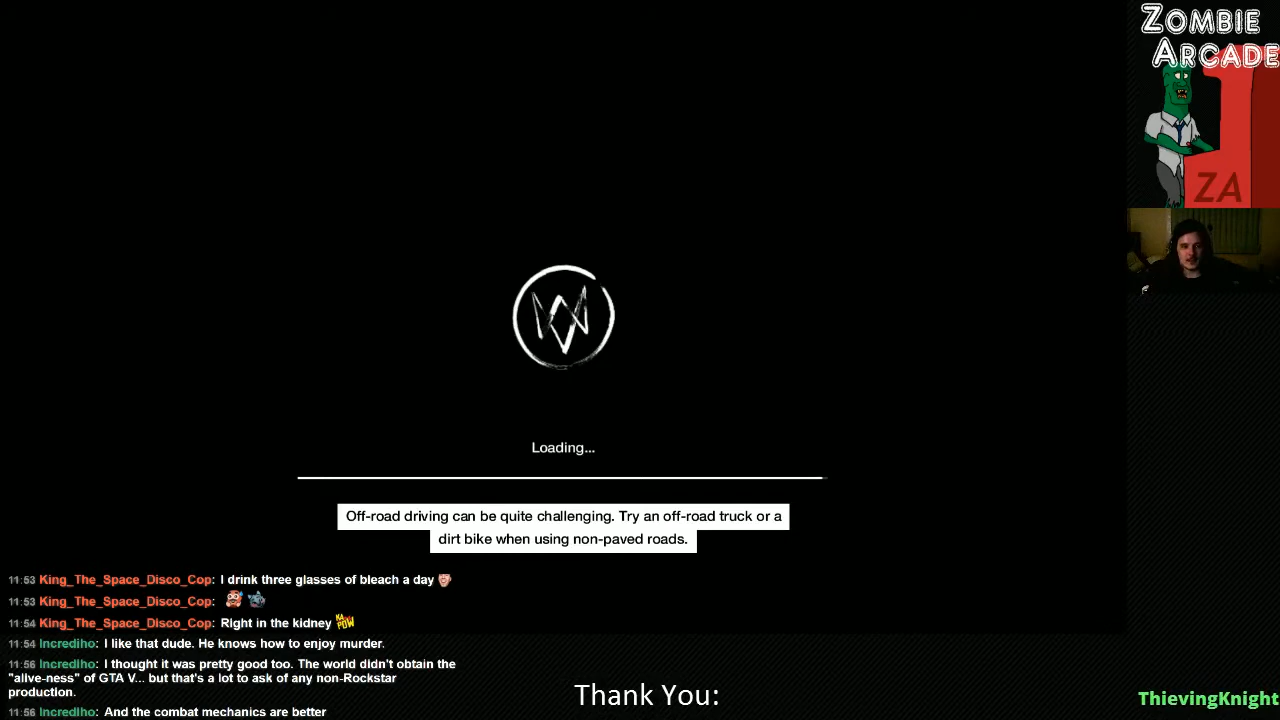 ZOMBIE
ARCADE
ZA
Loading...
Off-road driving can be quite challenging. Try an off-road truck or a
dirt bike when using non-paved roads.
11:53 King_The_Space_Disco_Cop: I drink three glasses of bleach a day
11:53 King_The_Space_Disco_Cop:
11:54 King_The_Space_Disco_Cop: RIght in the kidney KAPOW
11:54 Incrediho: I like that dude. He knows how to enjoy murder.
11:56 Incrediho: I thought it was pretty good too. The world didn't obtain the
"alive-ness" of GTA V... but that's a lot to ask of any non-Rockstar
production.
11:56 Incrediho: And the combat mechanics are better
Thank You:
ThievingKnight